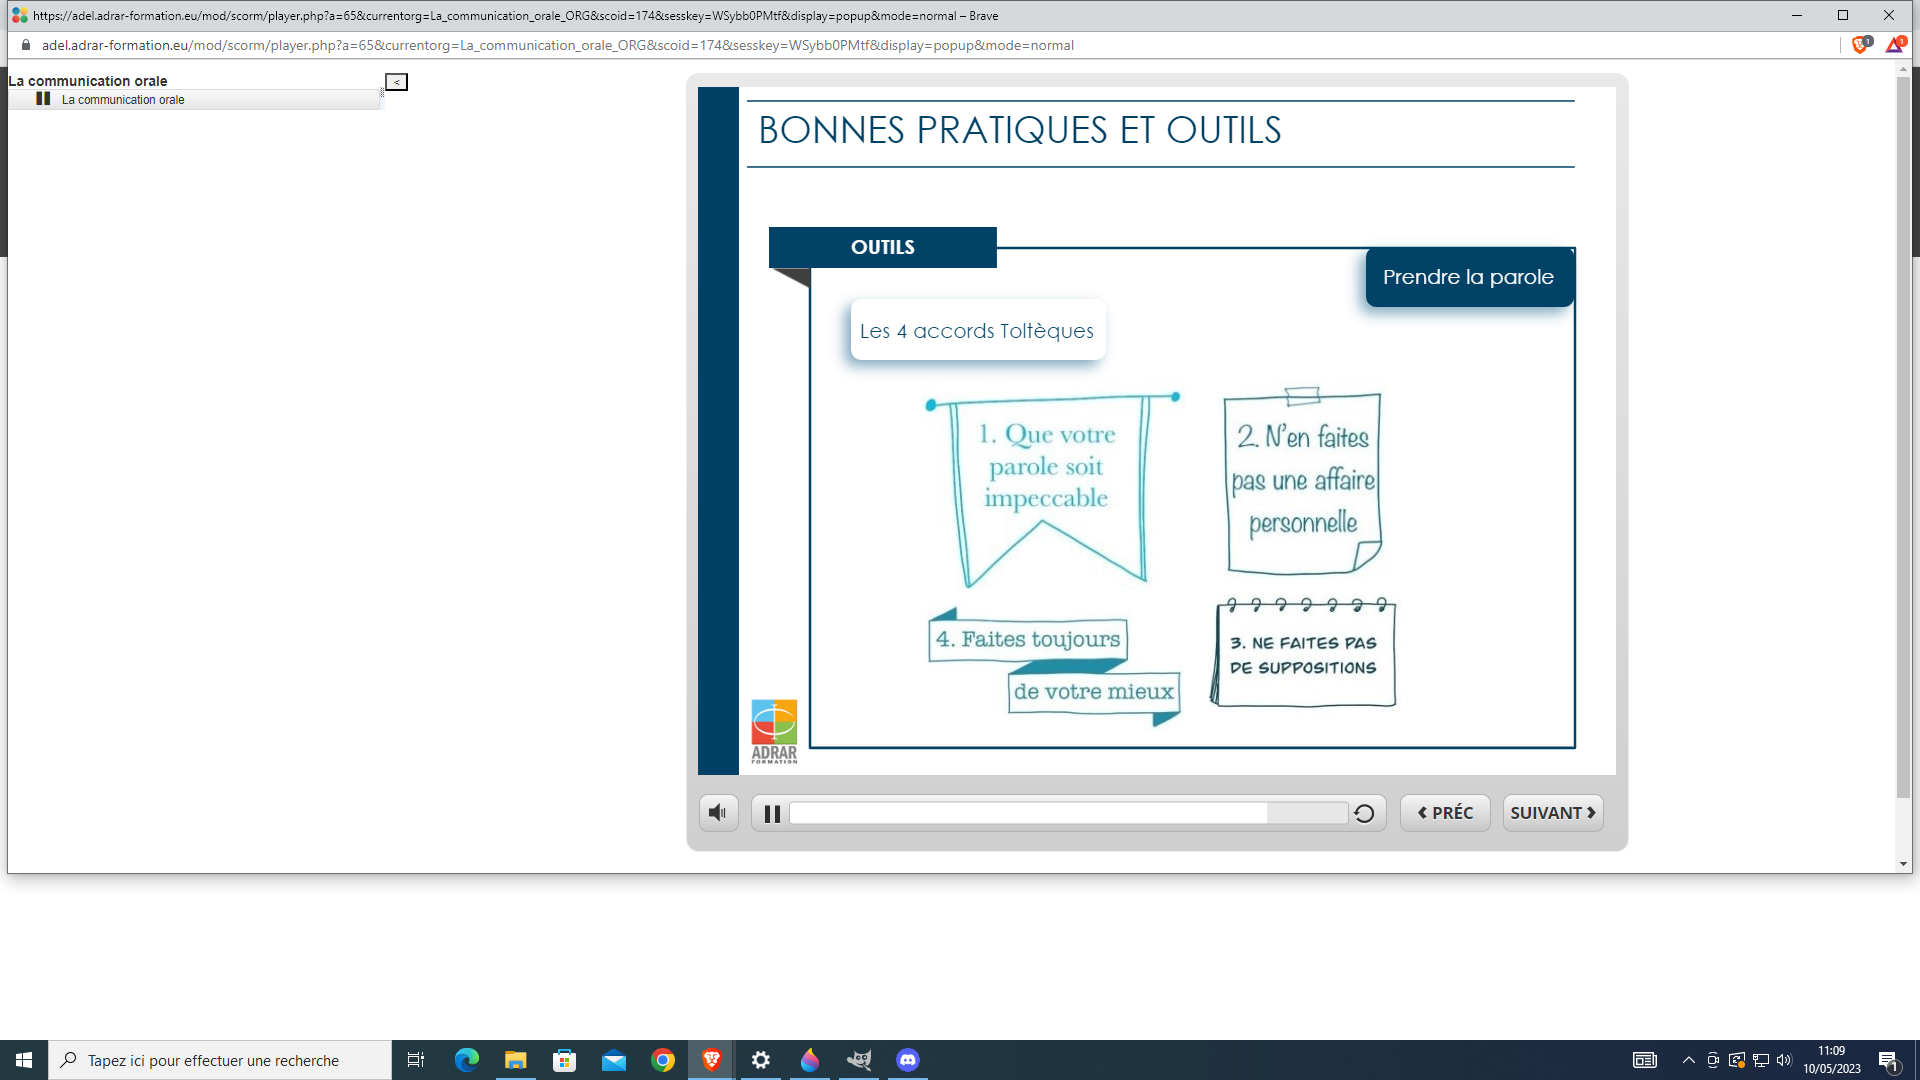 https://adel.adrar-formation.eu/mod/scorm/player.php?a=65&currentorg=La_communication_orale_ORG&scoid=174&sesskey=WSybb0PMtf&display=popup&mode=normal – Brave
adel.adrar-formation.eu/mod/scorm/player.php?a=65&currentorg=La_communication_orale_ORG&scoid=174&sesskey=WSybb0PMtf&display=popup&mode=normal
1
1
La communication orale
<
La communication orale
BONNES PRATIQUES ET OUTILS
OUTILS
Prendre la parole
Les 4 accords Toltèques
1. Que votre
parole soit
impeccable
2. N'en faites
pas une affaire
personnelle
3. NE FAITES PAS
DE SUPPOSITIONS
4. Faites toujours
de votre mieux
ADRAR
FORMATION
PRÉC
SUIVANT
Tapez ici pour effectuer une recherche
11:09
10/05/2023
1